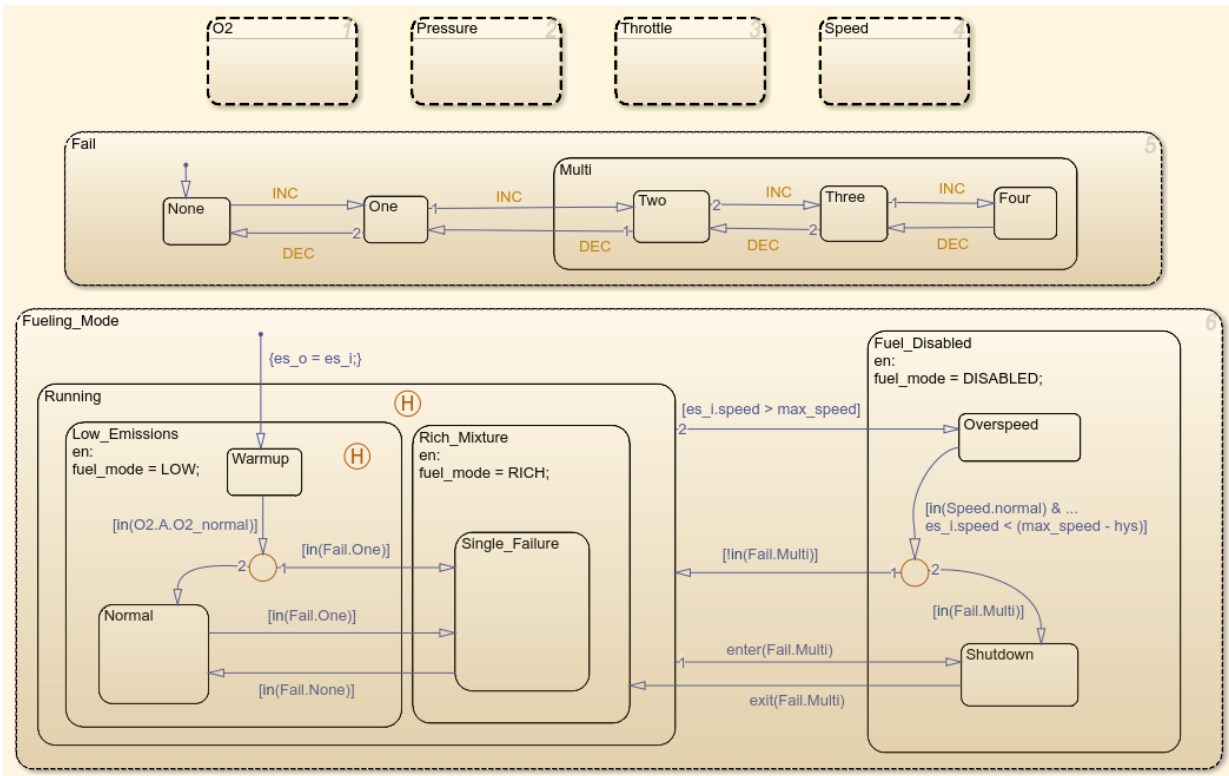 O2
1
Pressure
2
Throttle
3
Speed
4
Fail
5
None
INC
DEC
One
1
2
INC
DEC
Multi
Two
2
1
INC
DEC
Three
1
2
INC
DEC
Four
Fueling_Mode
6
{es_o = es_i;}
Running
H
Low_Emissions
en:
fuel_mode = LOW;
Warmup
H
[in(O2.A.O2_normal)]
2
1
[in(Fail.One)]
Normal
[in(Fail.One)]
[in(Fail.None)]
Rich_Mixture
en:
fuel_mode = RICH;
Single_Failure
[es_i.speed > max_speed]
2
[!in(Fail.Multi)]
1
enter(Fail.Multi)
exit(Fail.Multi)
Fuel_Disabled
en:
fuel_mode = DISABLED;
Overspeed
[in(Speed.normal) & ...
es_i.speed < (max_speed - hys)]
1
2
[in(Fail.Multi)]
Shutdown